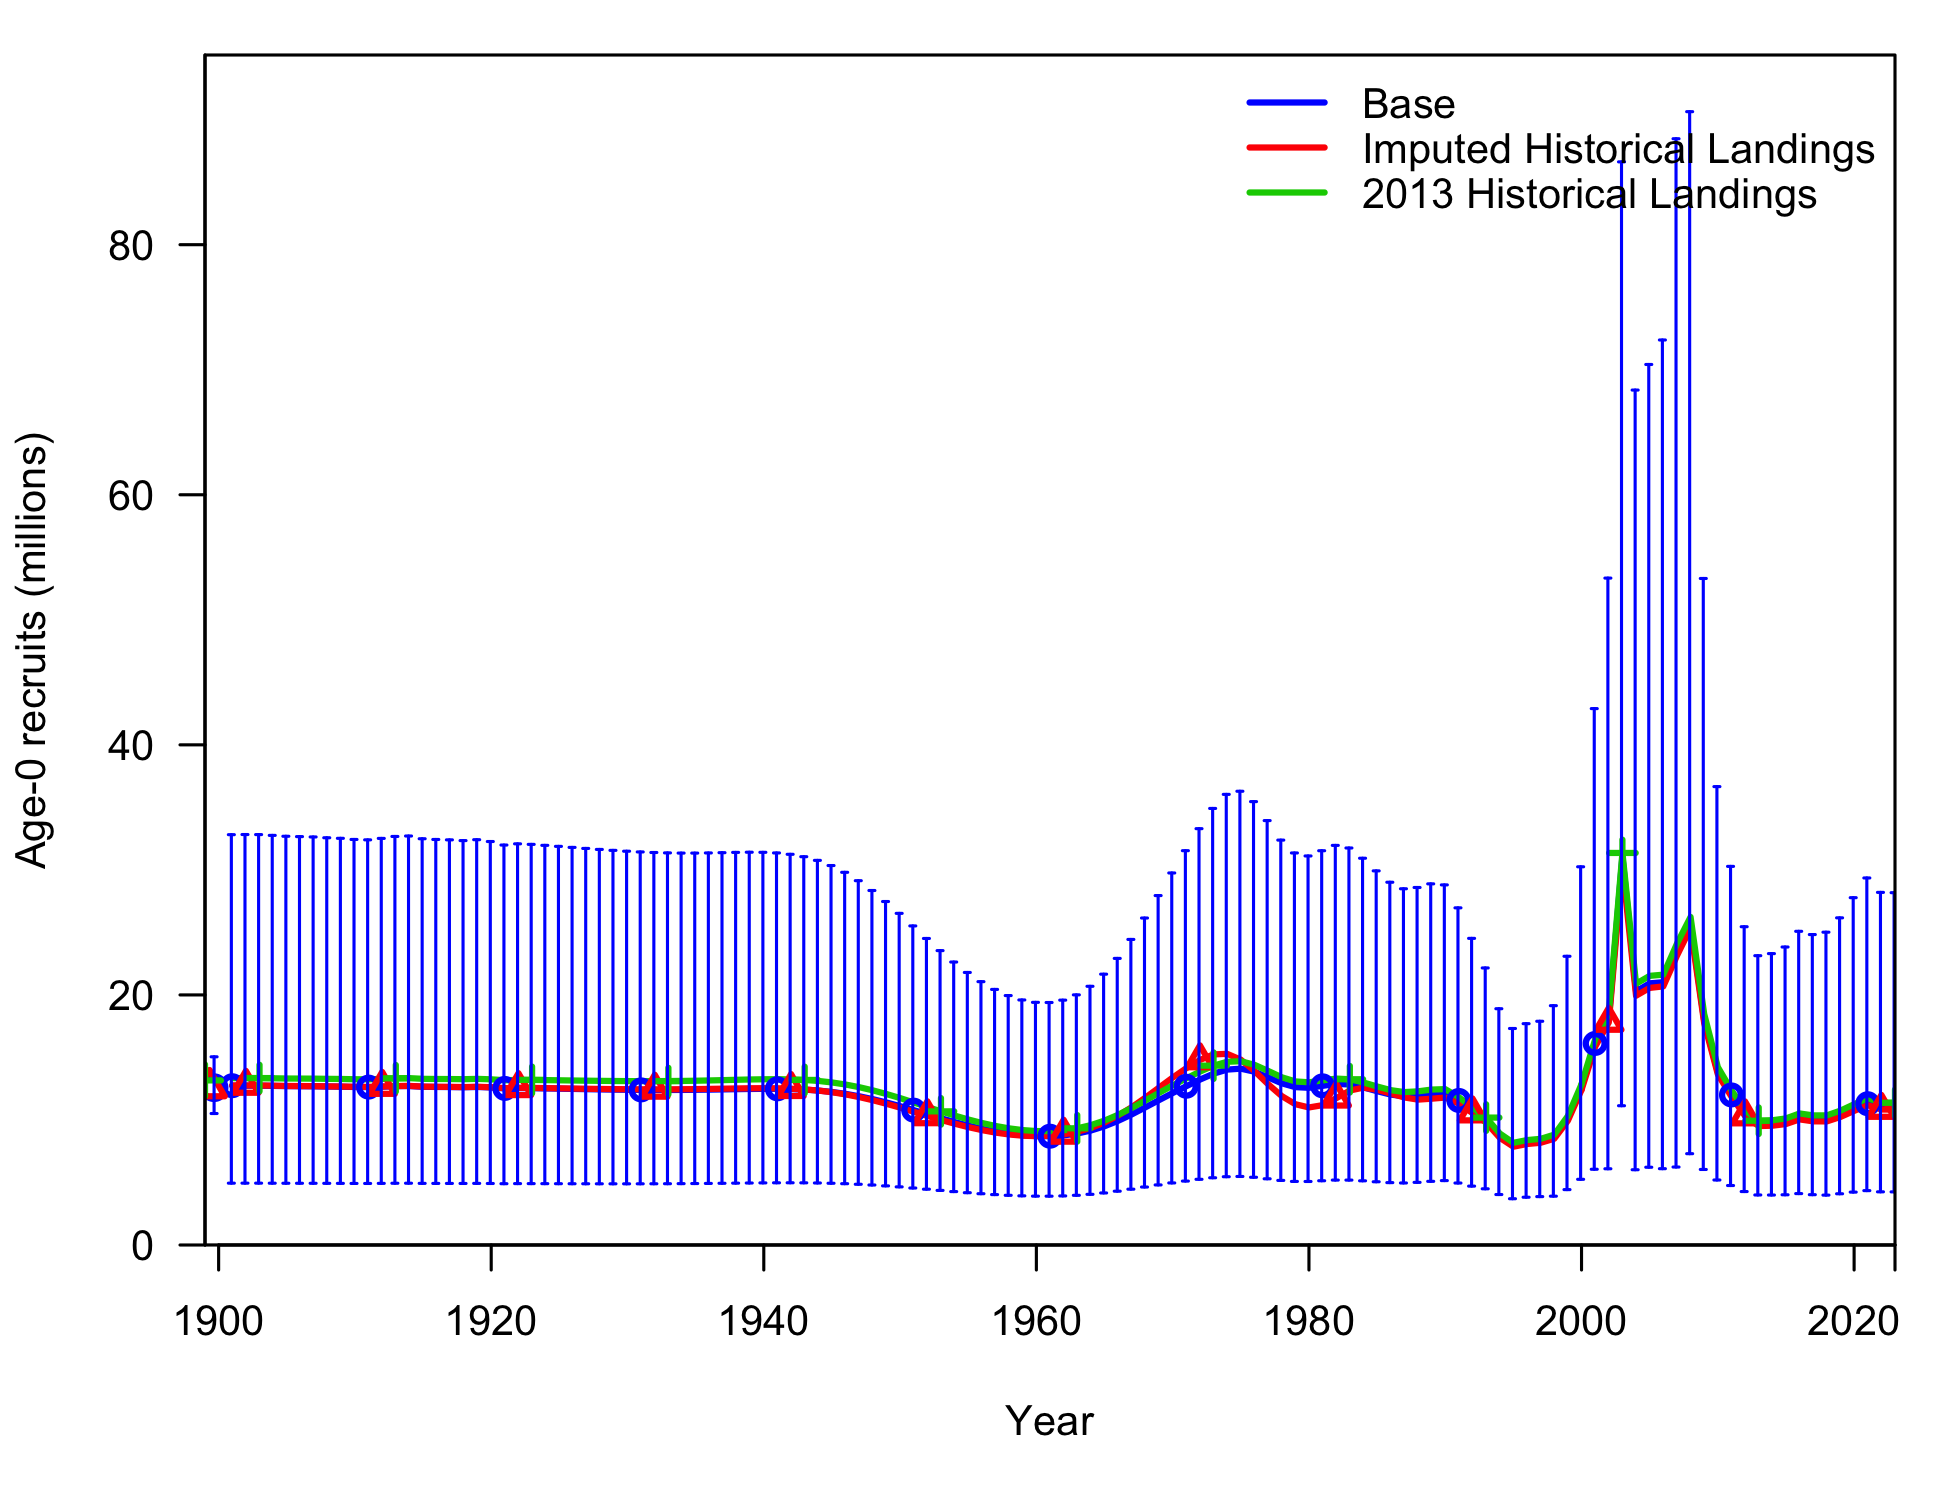 Base
Imputed Historical Landings
2013 Historical Landings
80
60
40
20
0
Age-0 recruits (millions)
1900 1920 1940 1960 1980 2000 2020
Year